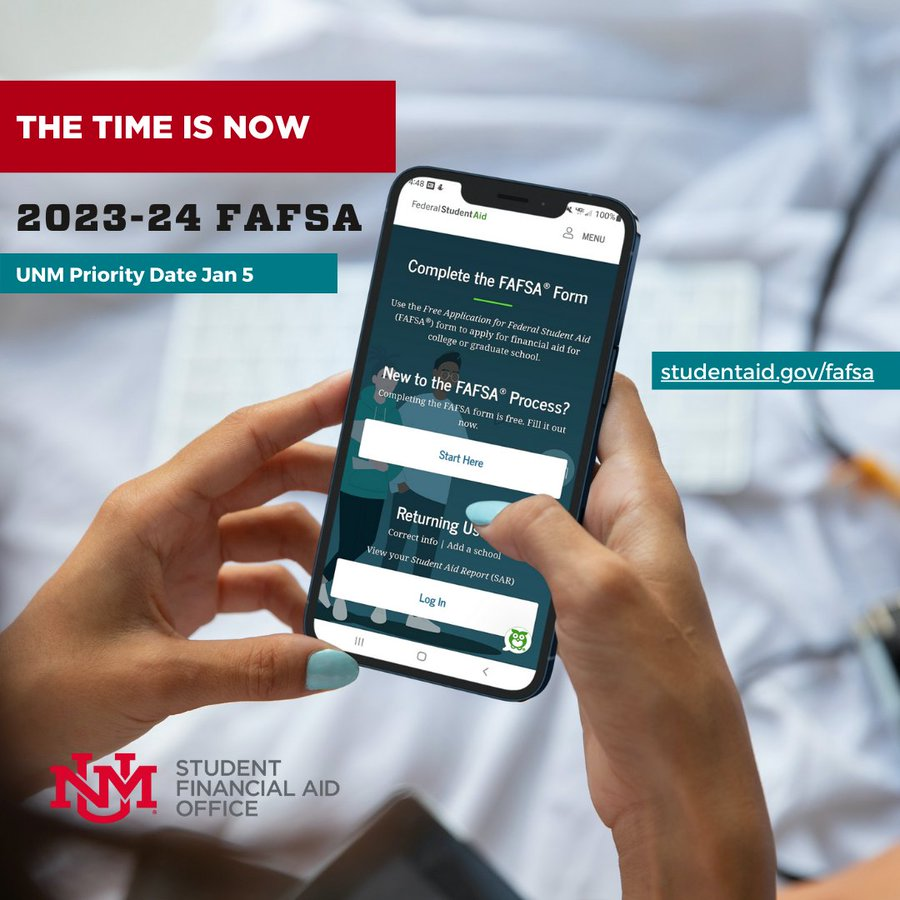 THE TIME IS NOW
2023-24 FAFSA
UNM Priority Date Jan 5
4:48
100%
FederalStudentAid
MENU
Complete the FAFSA® Form
Use the Free Application for Federal Student Aid
(FAFSA®) form to apply for financial aid for
college or graduate school.
New to the FAFSA® Process?
Completing the FAFSA form is free. Fill it out
now.
Start Here
studentaid.gov/fafsa
Returning
Correct info | Add a school
View your Student Aid Report (SAR)
Log In
UNM
STUDENT
FINANCIAL AID
OFFICE